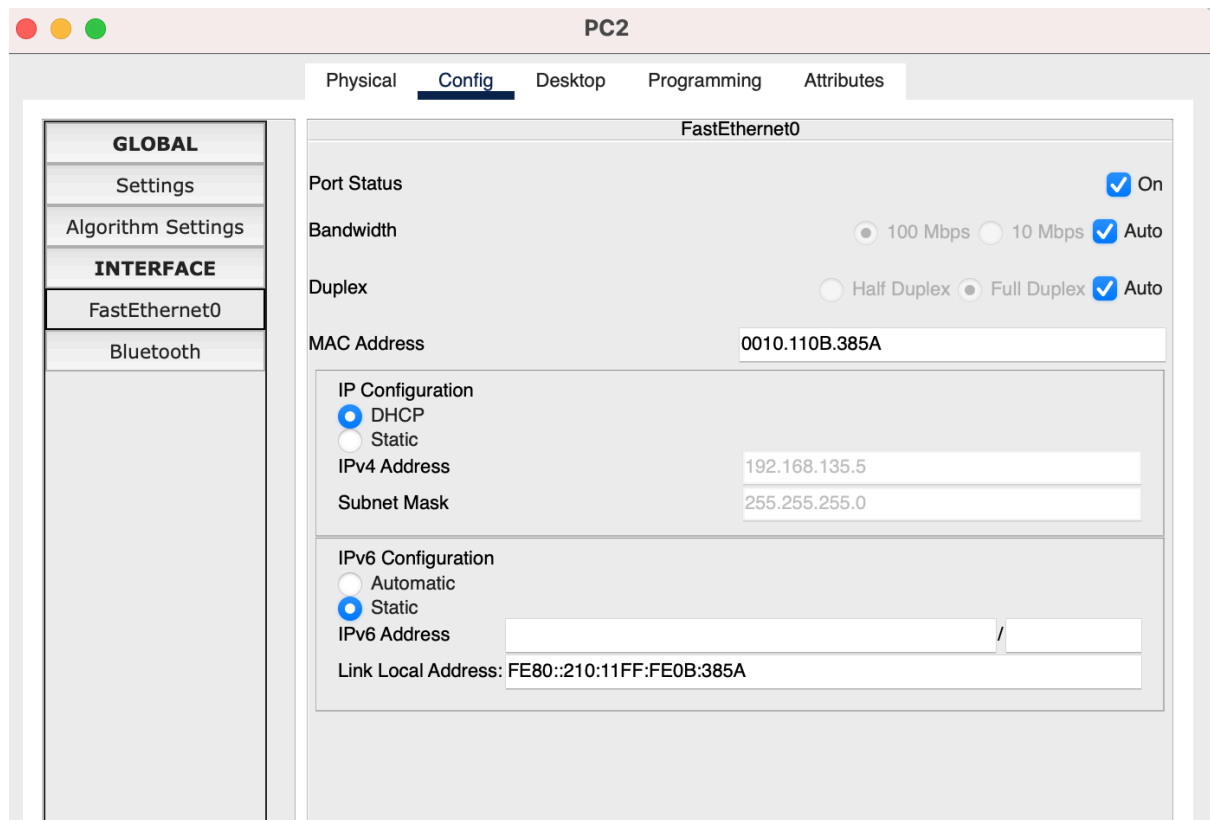 PC2
Physical Config Desktop Programming Attributes
GLOBAL
Settings
Algorithm Settings
INTERFACE
FastEthernet0
Bluetooth
FastEthernet0
Port Status On
Bandwidth 100 Mbps 10 Mbps Auto
Duplex Half Duplex Full Duplex Auto
MAC Address 0010.110B.385A
IP Configuration
DHCP
Static
IPv4 Address 192.168.135.5
Subnet Mask 255.255.255.0
IPv6 Configuration
Automatic
Static
IPv6 Address /
Link Local Address: FE80::210:11FF:FE0B:385A